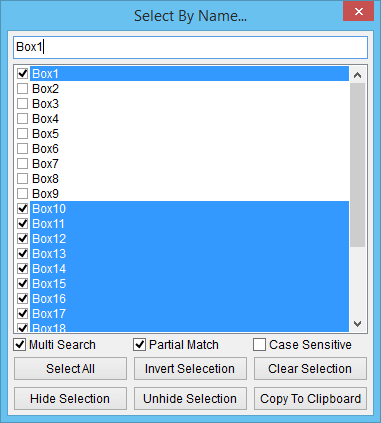 Select By Name...
Box1
Box1
Box2
Box3
Box4
Box5
Box6
Box7
Box8
Box9
Box10
Box11
Box12
Box13
Box14
Box15
Box16
Box17
Box18
Multi Search Partial Match Case Sensitive
Select All Invert Selecetion Clear Selection
Hide Selection Unhide Selection Copy To Clipboard